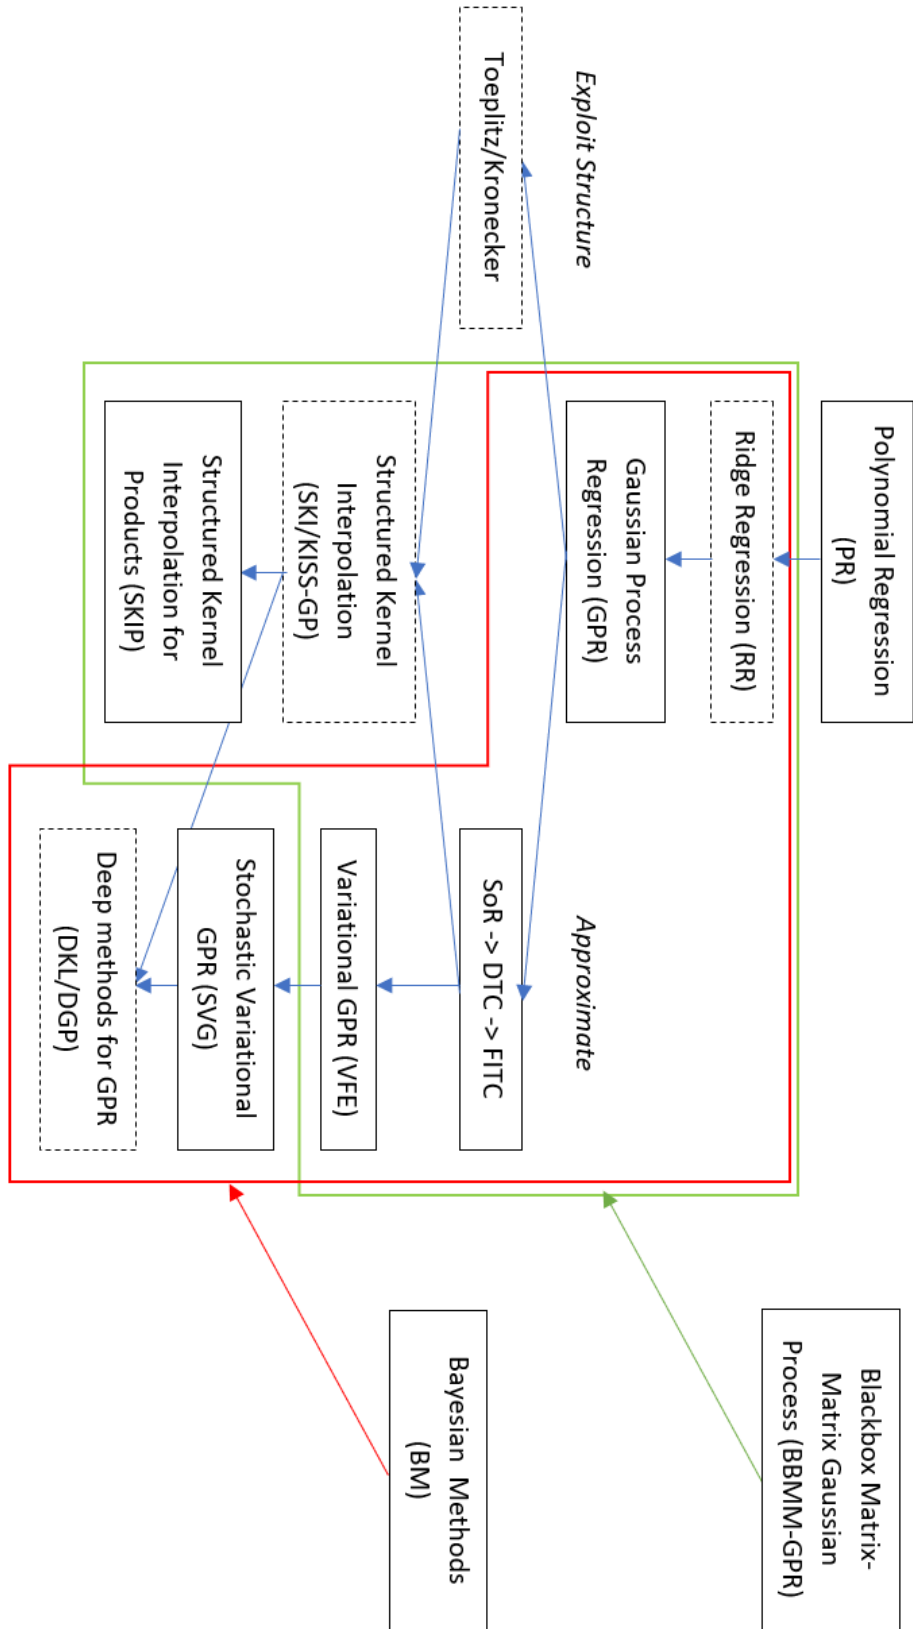 Polynomial Regression
(PR)
Ridge Regression (RR)
Gaussian Process
Regression (GPR)
Exploit Structure
Approximate
Toeplitz/Kronecker
SoR -> DTC -> FITC
Structured Kernel
Interpolation
(SKI/KISS-GP)
Variational GPR (VFE)
Structured Kernel
Interpolation for
Products (SKIP)
Stochastic Variational
GPR (SVG)
Deep methods for GPR
(DKL/DGP)
Blackbox Matrix-
Matrix Gaussian
Process (BBMM-GPR)
Bayesian Methods
(BM)